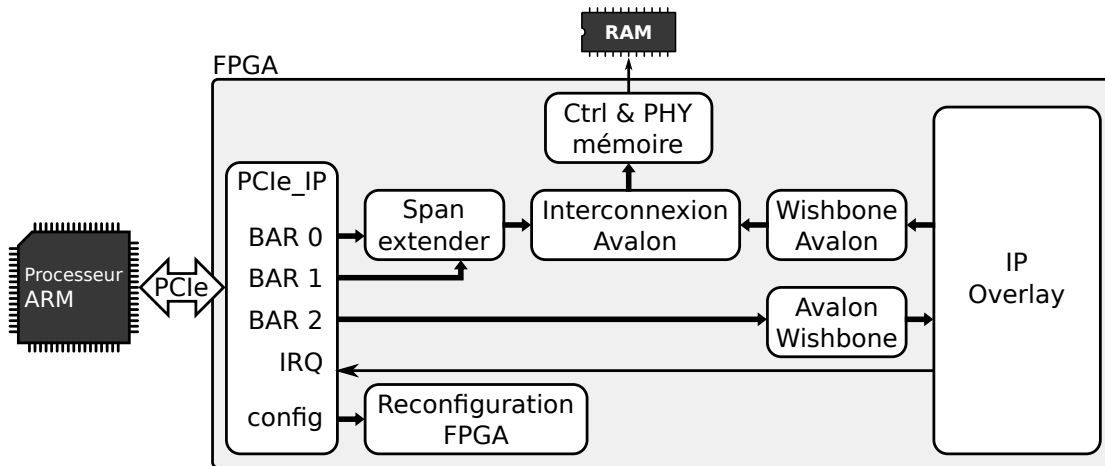 RAM
FPGA
Ctrl & PHY
mémoire
PCIe_IP
BAR 0
BAR 1
BAR 2
IRQ
config
Span
extender
Interconnexion
Avalon
Wishbone
Avalon
IP
Overlay
Processeur
ARM
PCIe
Avalon
Wishbone
Reconfiguration
FPGA